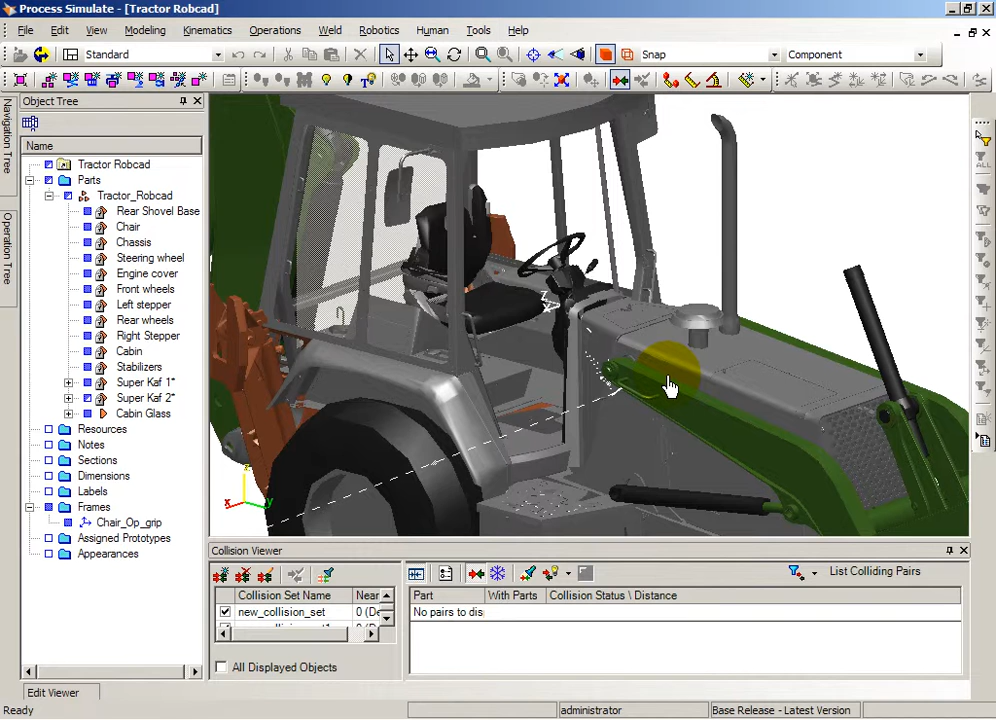 Process Simulate - [Tractor Robcad]
File Edit View Modeling Kinematics Operations Weld Robotics Human Tools Help
Standard Snap Component
Object Tree
Navigation Tree
Operation Tree
Name
Tractor Robcad
Parts
Tractor_Robcad
Rear Shovel Base
Chair
Chassis
Steering wheel
Engine cover
Front wheels
Left stepper
Rear wheels
Right Stepper
Cabin
Stabilizers
Super Kaf 1*
Super Kaf 2*
Cabin Glass
Resources
Notes
Sections
Dimensions
Labels
Frames
Chair_Op_grip
Assigned Prototypes
Appearances
ALL
z
x y
Collision Viewer
List Colliding Pairs
Collision Set Name Near
new_collision_set 0 (De
All Displayed Objects
Part With Parts Collision Status \ Distance
No pairs to dis
Edit Viewer
Ready administrator Base Release - Latest Version